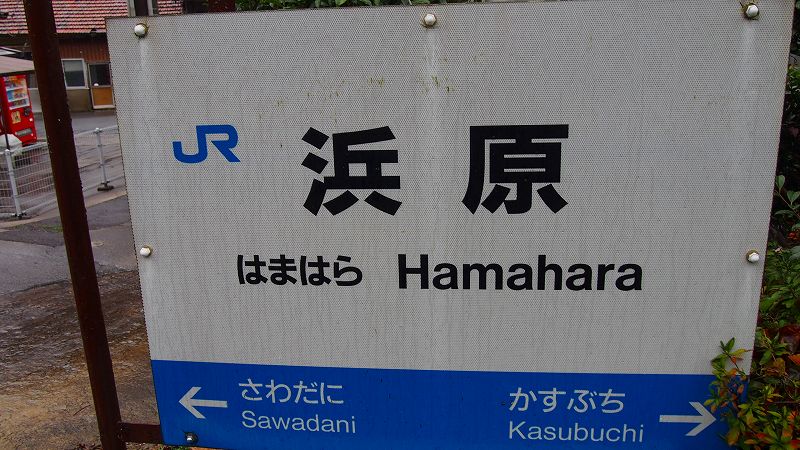 JR 浜原
はまはら Hamahara
← さわだに かすぶち →
Sawadani Kasubuchi